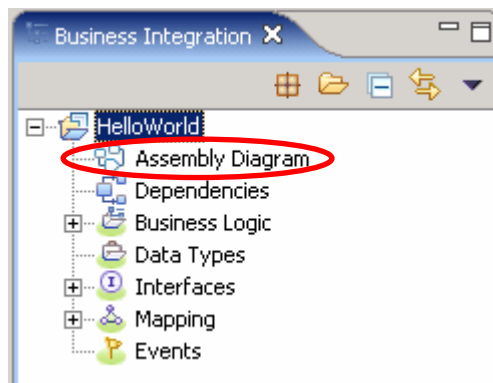 Business Integration
HelloWorld
Assembly Diagram
Dependencies
Business Logic
Data Types
Interfaces
Mapping
Events